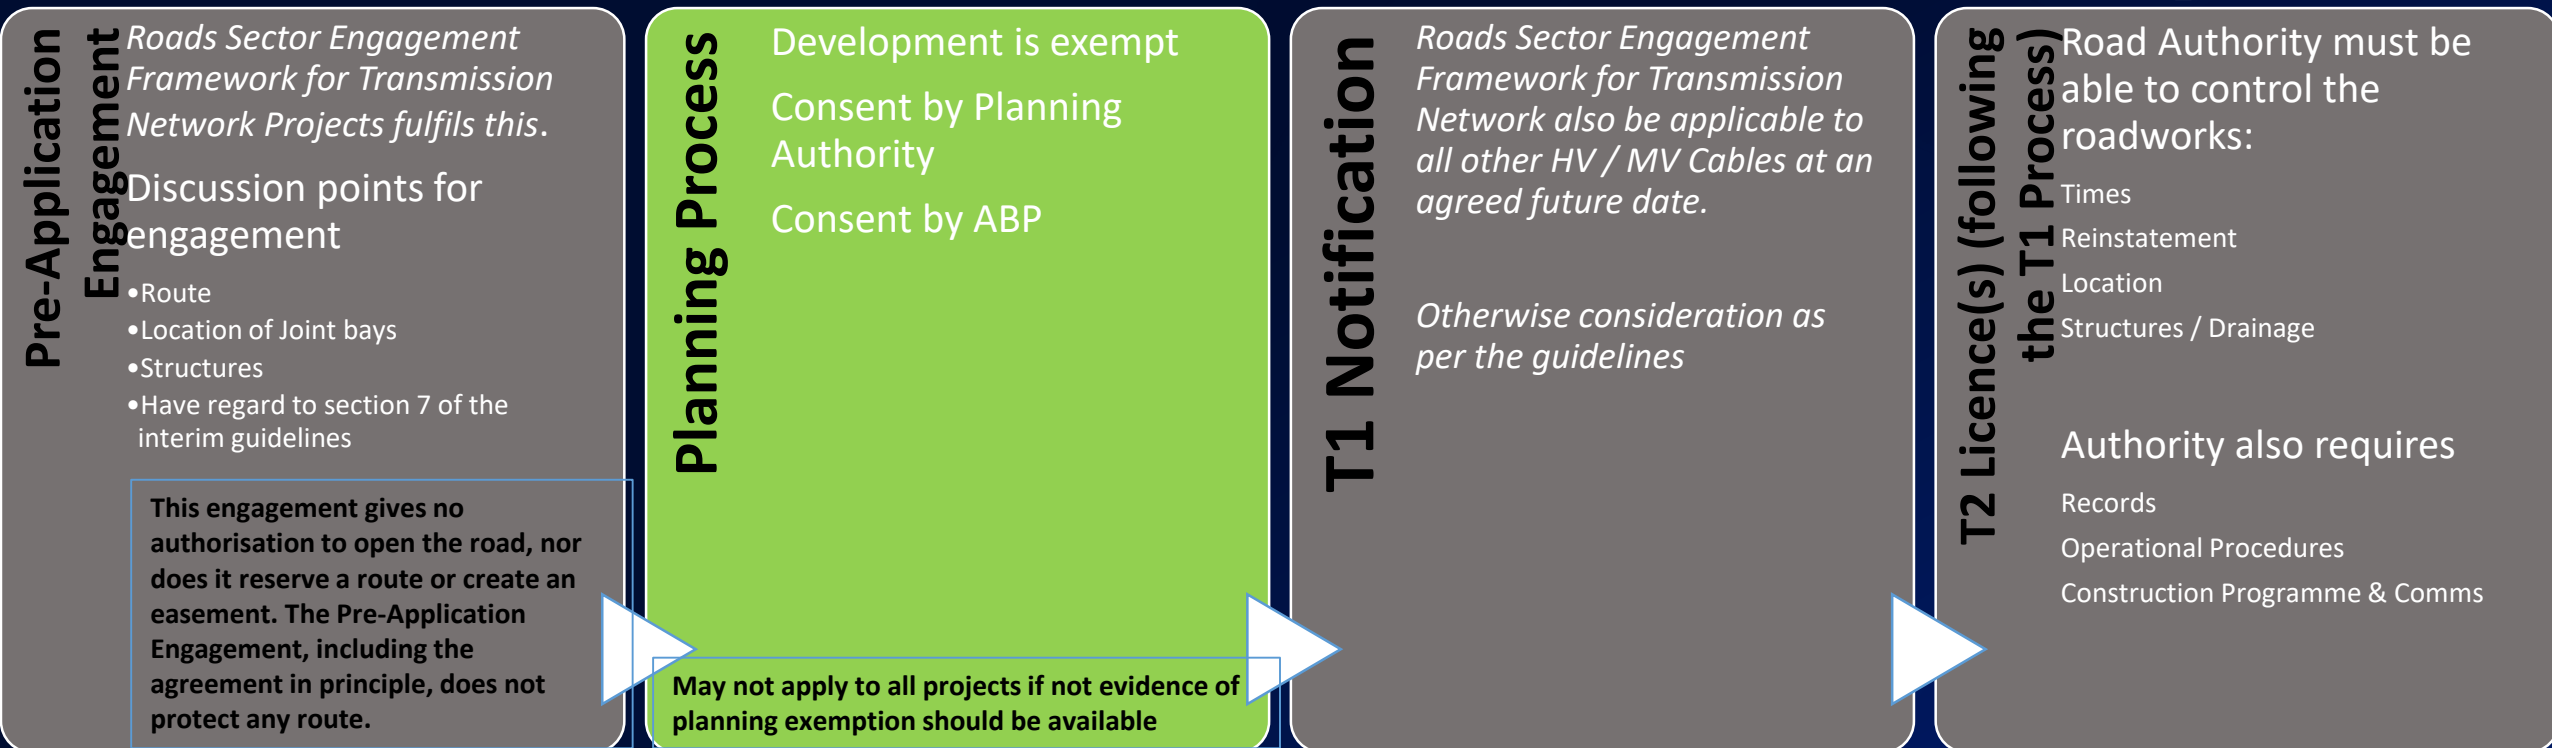 Pre-Application
Engagement
Roads Sector Engagement
Framework for Transmission
Network Projects fulfils this.
Discussion points for
engagement
•Route
•Location of Joint bays
•Structures
•Have regard to section 7 of the
interim guidelines
This engagement gives no
authorisation to open the road, nor
does it reserve a route or create an
easement. The Pre-Application
Engagement, including the
agreement in principle, does not
protect any route.
Planning Process
Development is exempt
Consent by Planning
Authority
Consent by ABP
May not apply to all projects if not evidence of
planning exemption should be available
T1 Notification
Roads Sector Engagement
Framework for Transmission
Network also be applicable to
all other HV / MV Cables at an
agreed future date.
Otherwise consideration as
per the guidelines
T2 Licence(s) (following
the T1 Process)
Road Authority must be
able to control the
roadworks:
Times
Reinstatement
Location
Structures / Drainage
Authority also requires
Records
Operational Procedures
Construction Programme & Comms